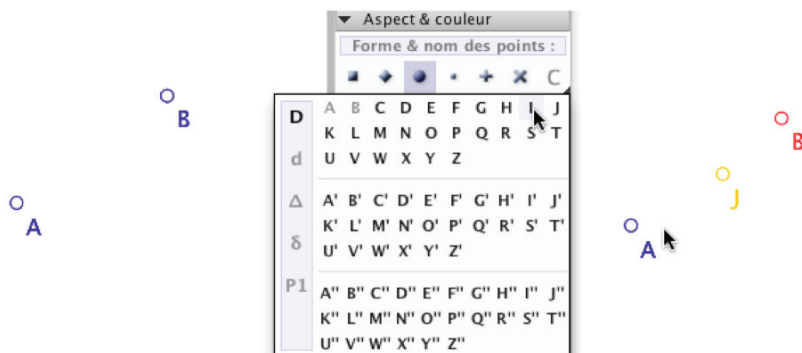 Aspect & couleur
Forme & nom des points :
C
B
A
D
d
Δ
δ
P1
A B C D E F G H I J
K L M N O P Q R S T
U V W X Y Z
A' B' C' D' E' F' G' H' I' J'
K' L' M' N' O' P' Q' R' S' T'
U' V' W' X' Y' Z'
A" B" C" D" E" F" G" H" I" J"
K" L" M" N" O" P" Q" R" S" T"
U" V" W" X" Y" Z"
B
J
A